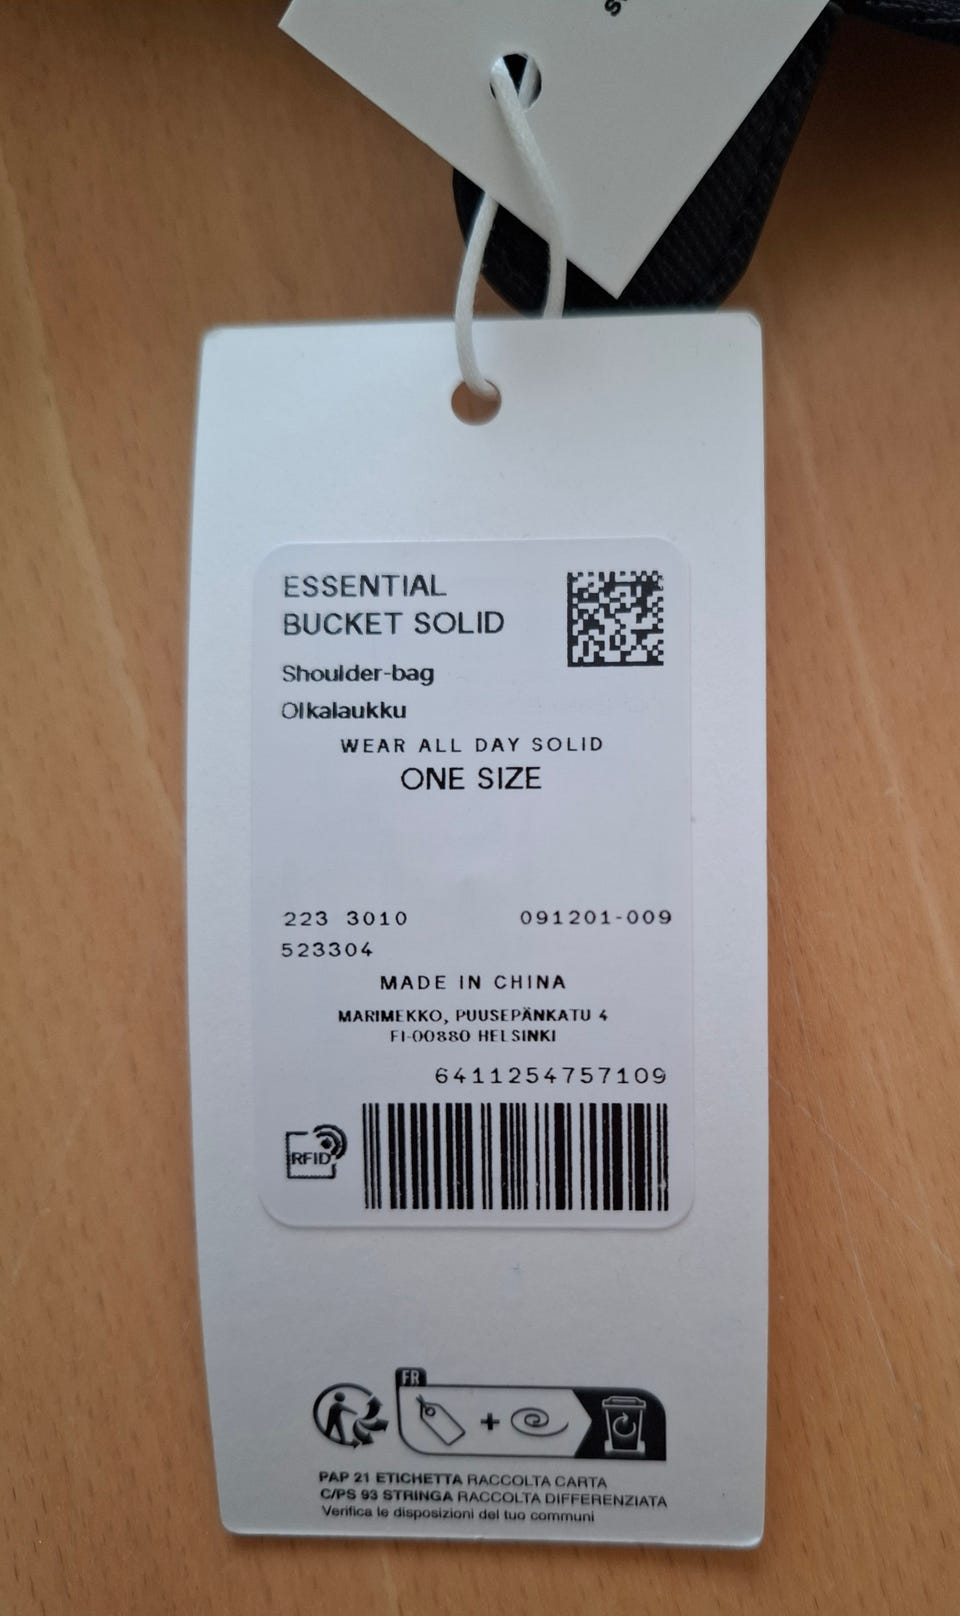 ESSENTIAL
BUCKET SOLID
Shoulder-bag
Olkalaukku
WEAR ALL DAY SOLID
ONE SIZE
223 3010 091201-009
523304
MADE IN CHINA
MARIMEKKO, PUUSEPÄNKATU 4
FI-00880 HELSINKI
6411254757109
RFID
FR
PAP 21 ETICHETTA RACCOLTA CARTA
C/PS 93 STRINGA RACCOLTA DIFFERENZIATA
Verifica le disposizioni del tuo communi